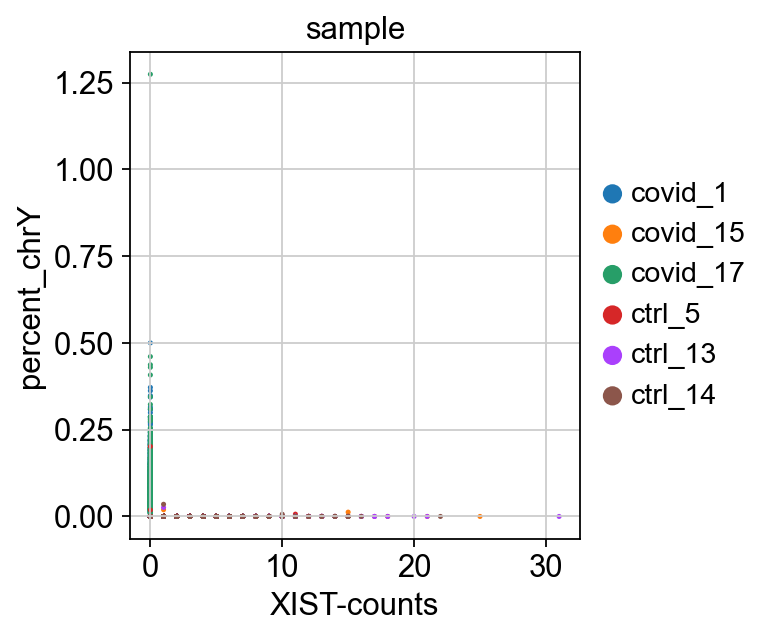 sample
percent_chrY
1.25
1.00
0.75
0.50
0.25
0.00
0
10
20
30
XIST-counts
covid_1
covid_15
covid_17
ctrl_5
ctrl_13
ctrl_14